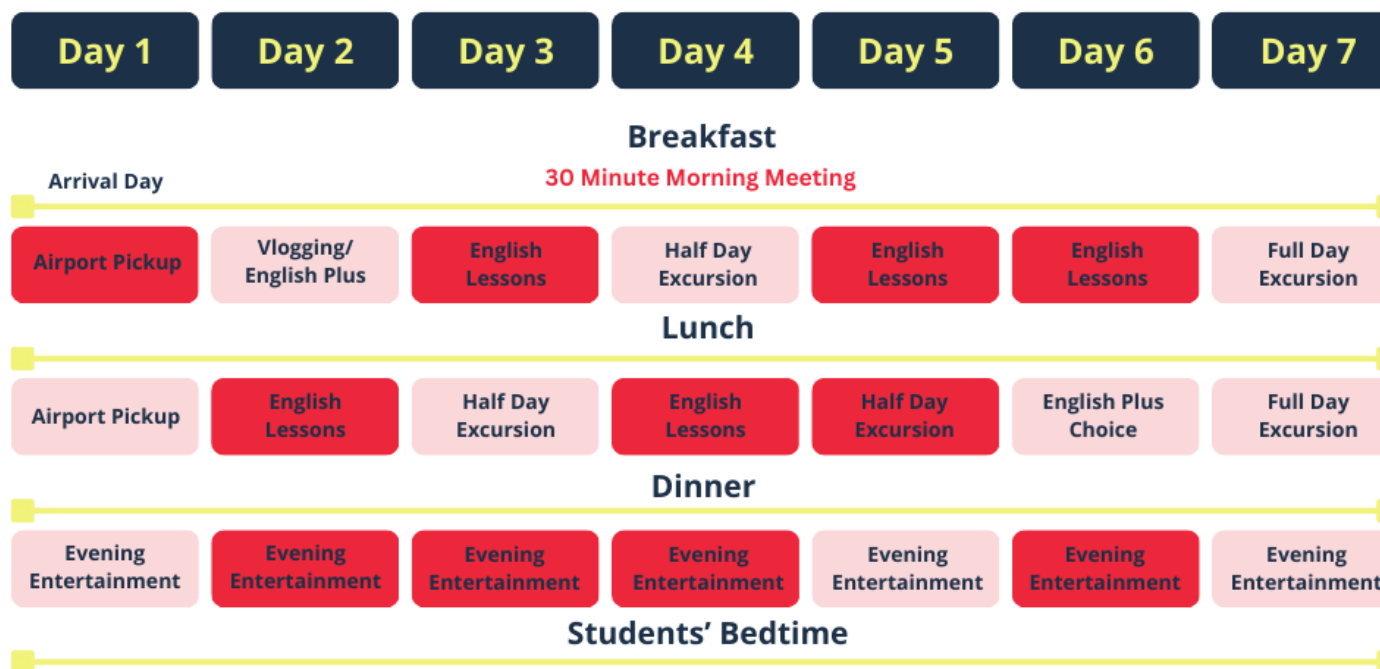 Day 1 Day 2 Day 3 Day 4 Day 5 Day 6 Day 7
Breakfast
Arrival Day
30 Minute Morning Meeting
Airport Pickup
Vlogging/
English Plus
English
Lessons
Half Day
Excursion
English
Lessons
English
Lessons
Full Day
Excursion
Lunch
Airport Pickup
English
Lessons
Half Day
Excursion
English
Lessons
Half Day
Excursion
English Plus
Choice
Full Day
Excursion
Dinner
Evening
Entertainment
Evening
Entertainment
Evening
Entertainment
Evening
Entertainment
Evening
Entertainment
Evening
Entertainment
Evening
Entertainment
Students’ Bedtime